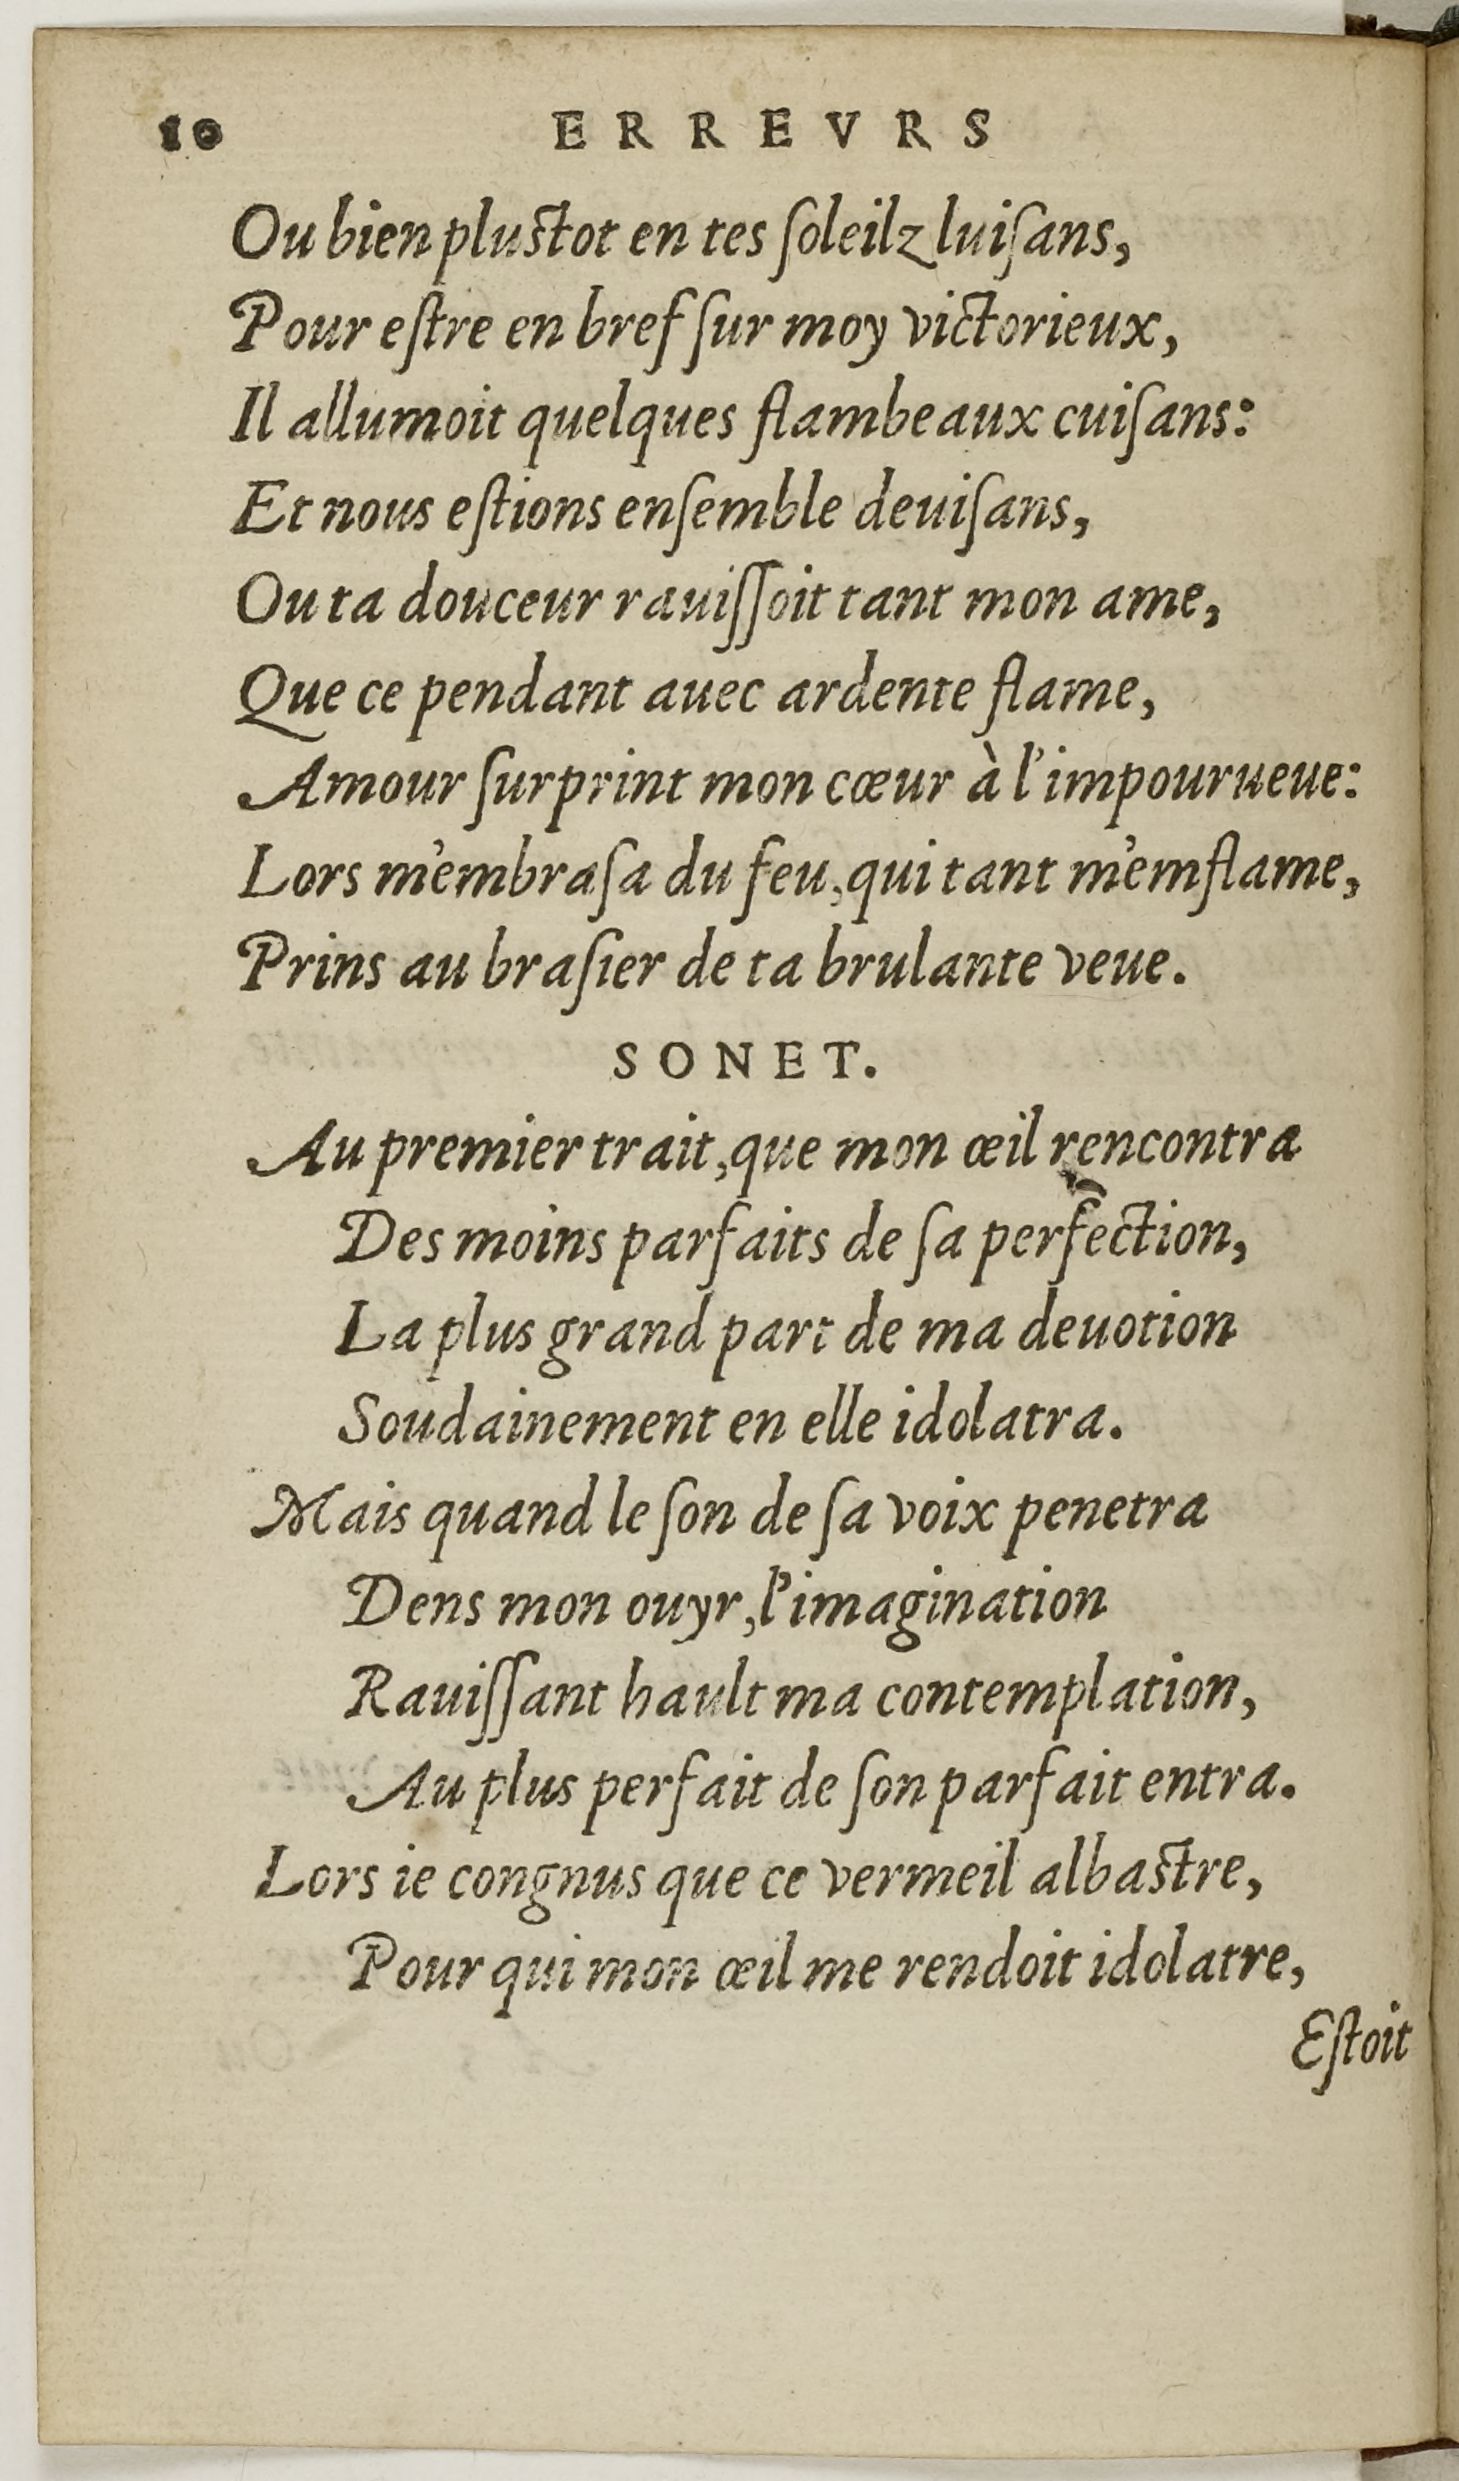 10 ERREVRS
Ou bien pluſtot en tes ſoleilz luiſans,
Pour eſtre en bref ſur moy victorieux,
Il allumoit quelques flambeaux cuiſans:
Et nous eſtions enſemble deuiſans,
Ou ta douceur rauiſſoit tant mon ame,
Que ce pendant auec ardente flame,
Amour ſurprint mon cœur à l'impourueue:
Lors m'embraſa du feu, qui tant m'emflame,
Prins au braſier de ta brulante veue.
SONET.
Au premier trait, que mon œil rencontra
Des moins parfaits de ſa perfection,
La plus grand part de ma deuotion
Soudainement en elle idolatra.
Mais quand le ſon de ſa voix penetra
Dens mon ouyr, l'imagination
Rauiſſant hault ma contemplation,
Au plus perfait de ſon parfait entra.
Lors ie congnus que ce vermeil albaſtre,
Pour qui mon œil me rendoit idolatre,
Eſtoit